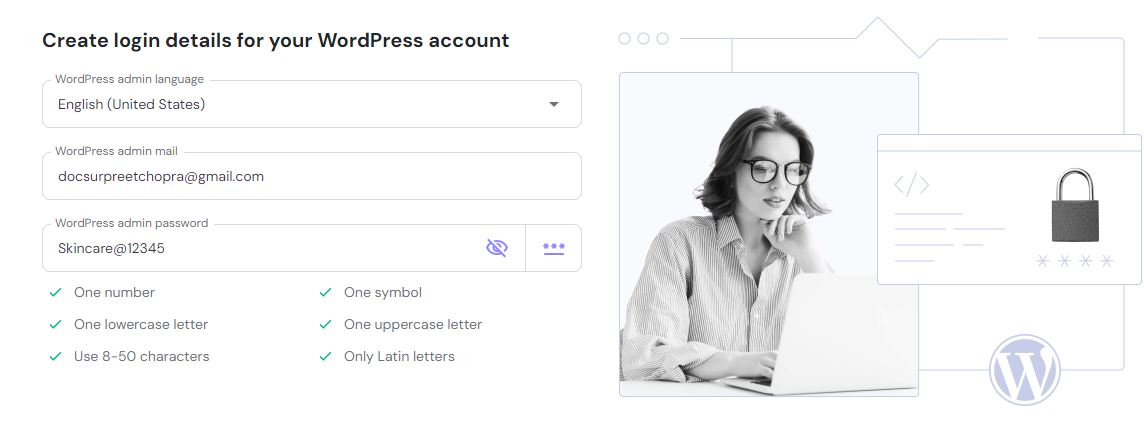 Create login details for your WordPress account
WordPress admin language
English (United States)
WordPress admin mail
docsurpreetchopra@gmail.com
WordPress admin password
Skincare@12345
One number
One symbol
One lowercase letter
One uppercase letter
Use 8-50 characters
Only Latin letters